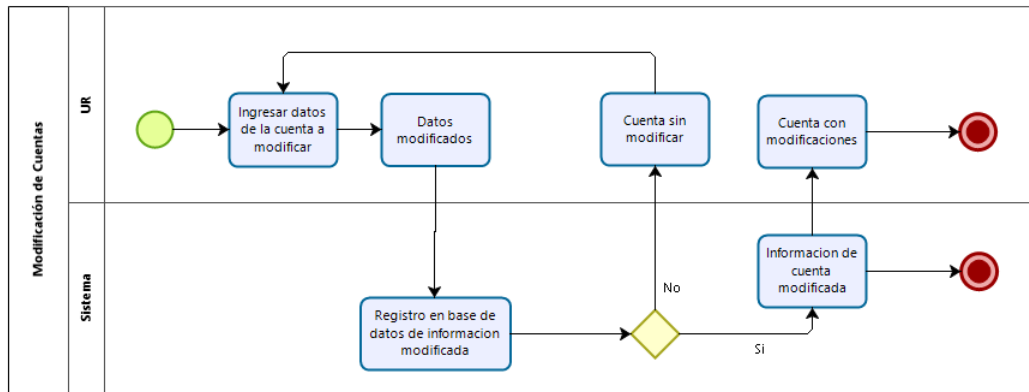 Modificación de Cuentas
UR
Ingresar datos
de la cuenta a
modificar
Datos
modificados
Cuenta sin
modificar
Cuenta con
modificaciones
Sistema
Registro en base de
datos de informacion
modificada
No
Si
Informacion de
cuenta
modificada